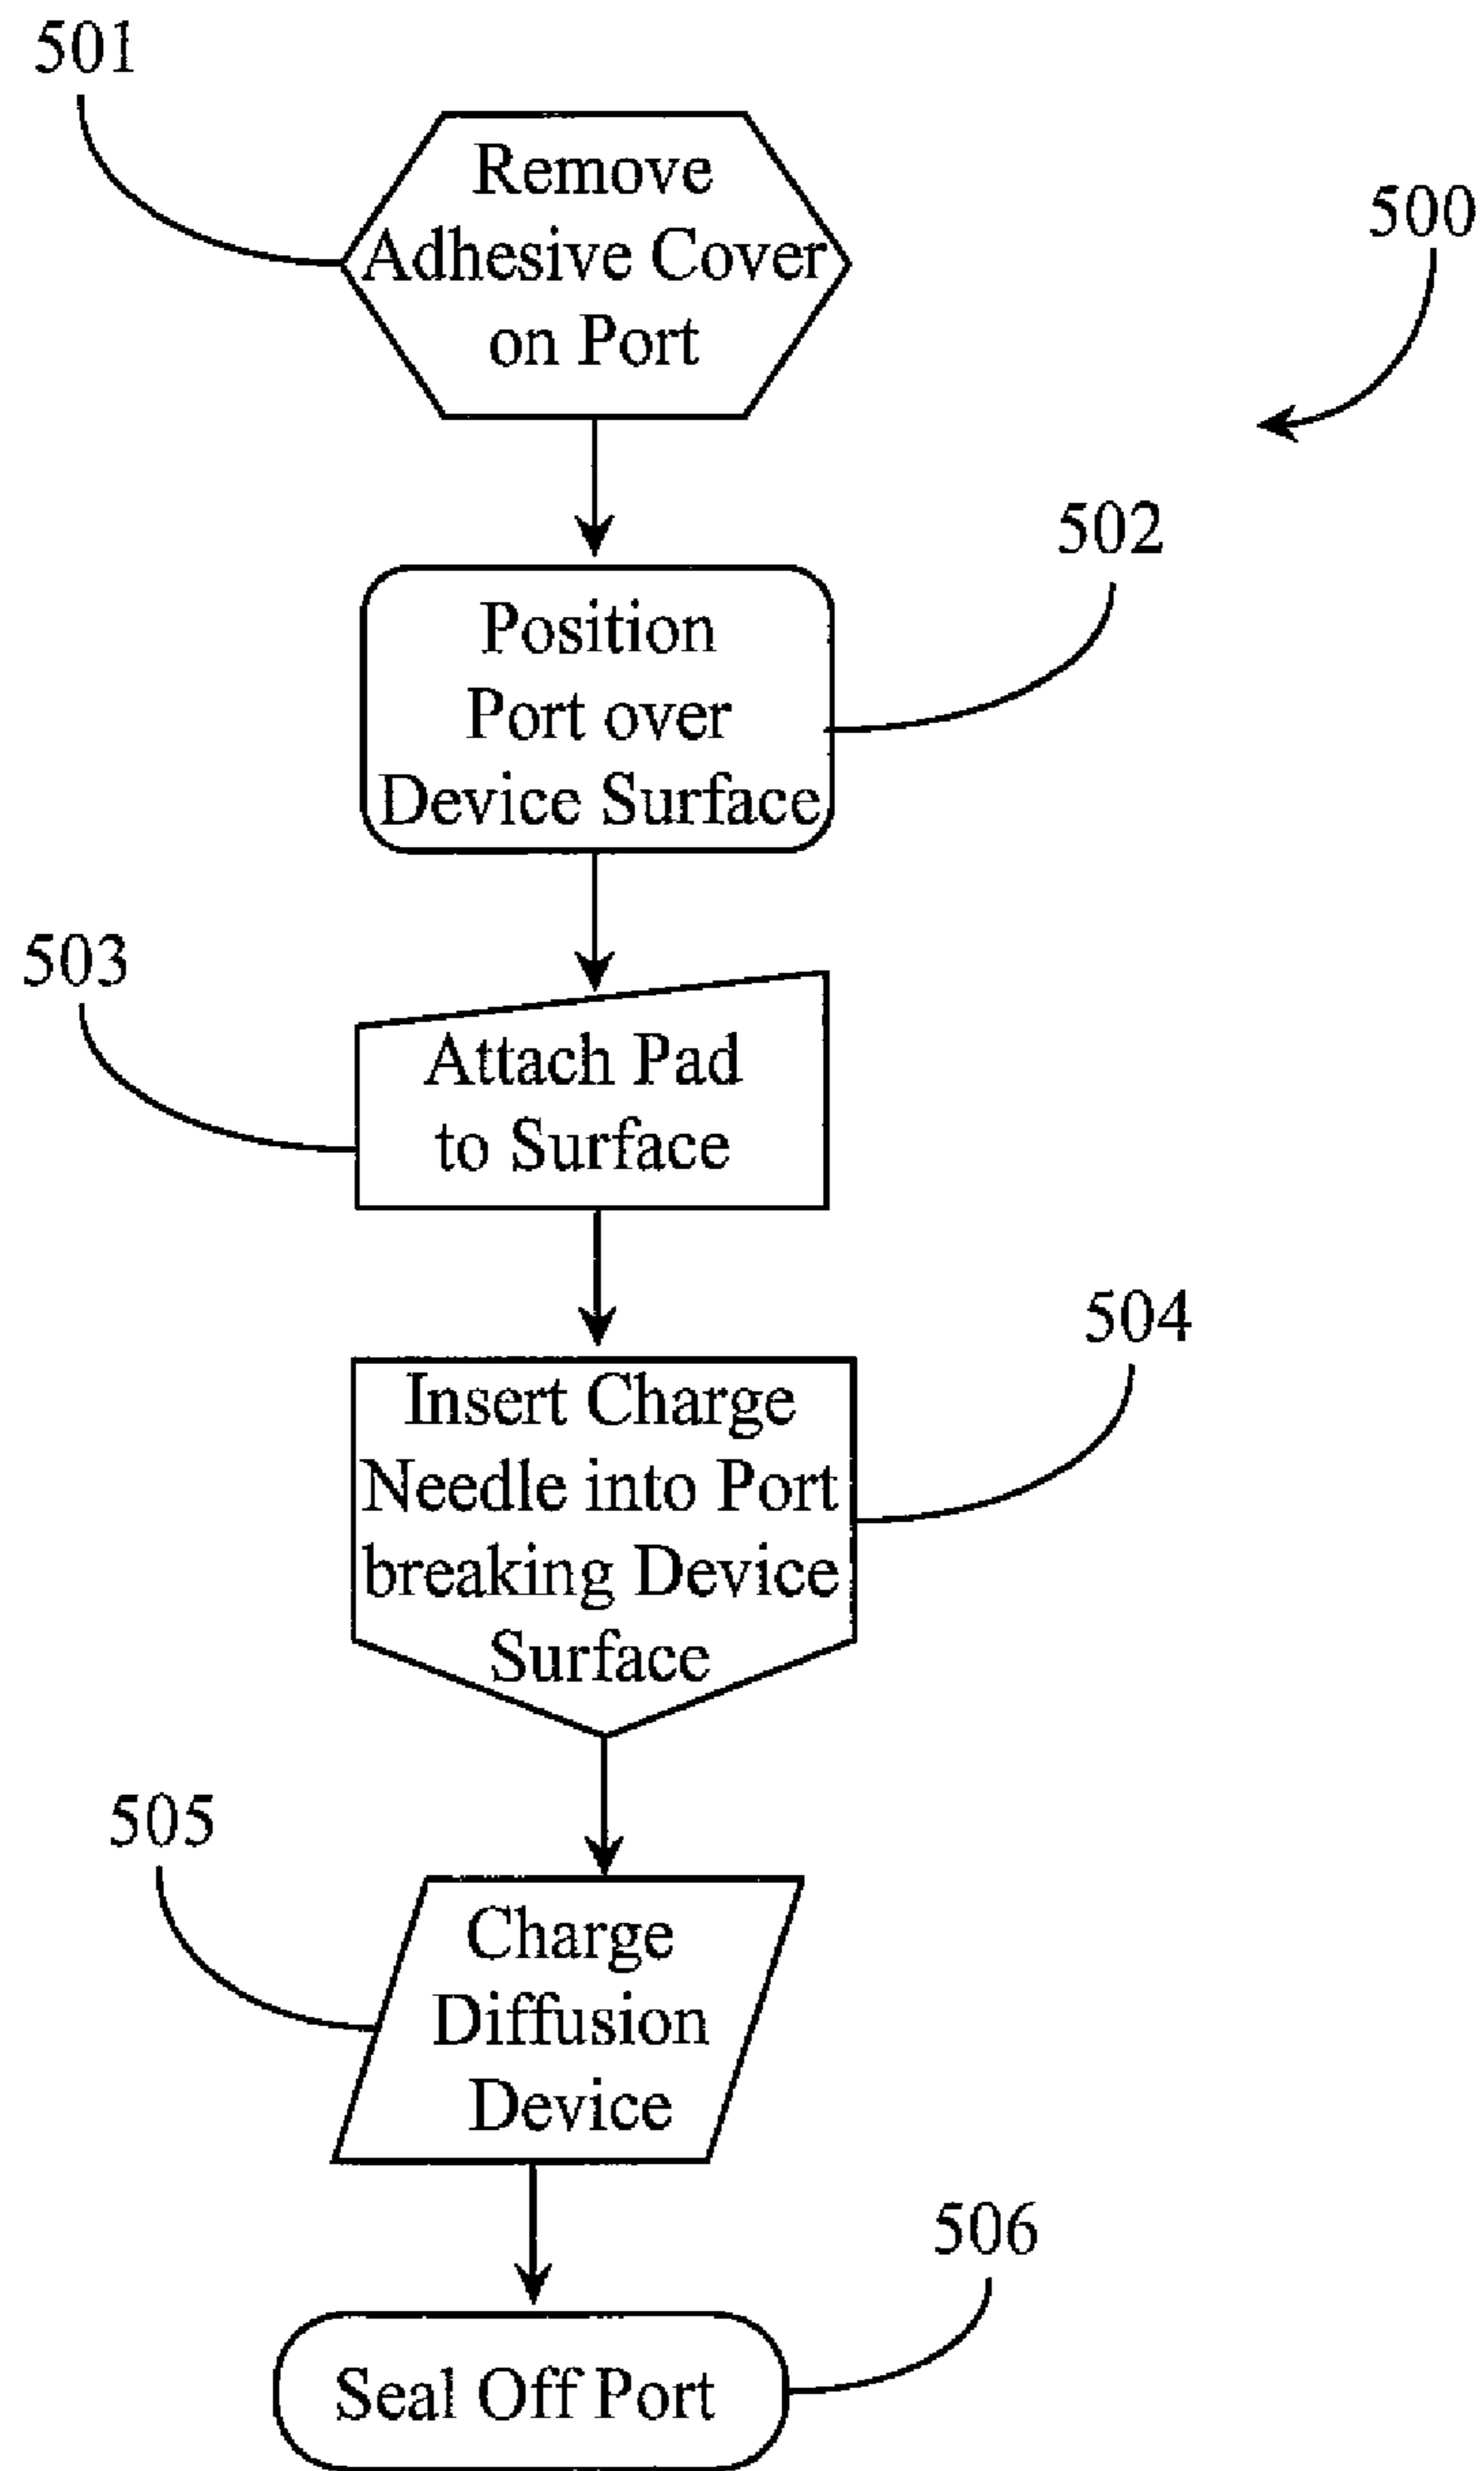 501
Remove
Adhesive Cover
on Port
500
502
Position
Port over
Device Surface
503
Attach Pad
to Surface
504
Insert Charge
Needle into Port
breaking Device
Surface
505
Charge
Diffusion
Device
506
Seal Off Port